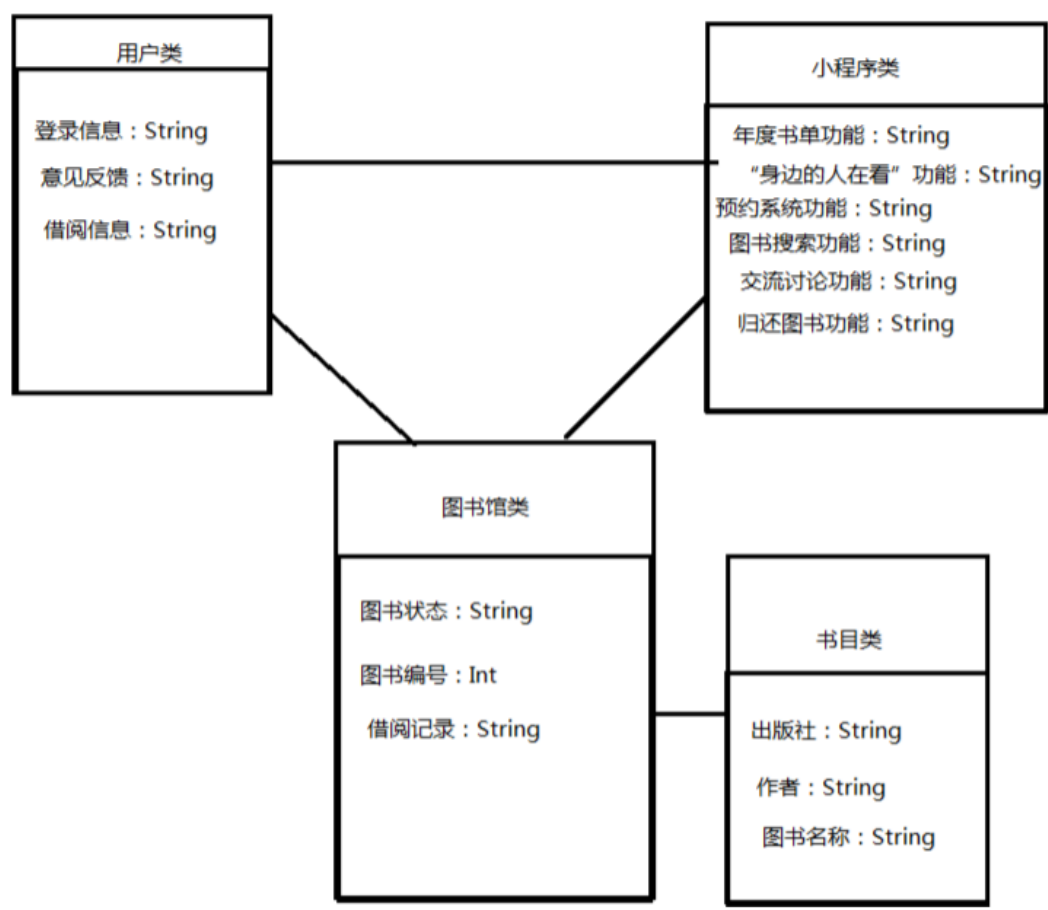 用户类
登录信息：String
意见反馈：String
借阅信息：String
小程序类
年度书单功能：String
“身边的人在看”功能：String
预约系统功能：String
图书搜索功能：String
交流讨论功能：String
归还图书功能：String
图书馆类
图书状态：String
图书编号：Int
借阅记录：String
书目类
出版社：String
作者：String
图书名称：String